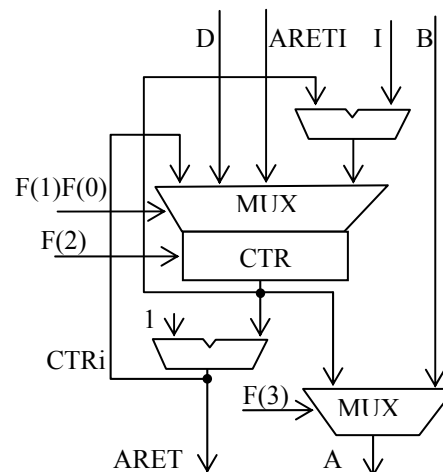 D ARETI I B
F(1)F(0)
MUX
F(2)
CTR
1
CTRi
F(3)
MUX
ARET
A